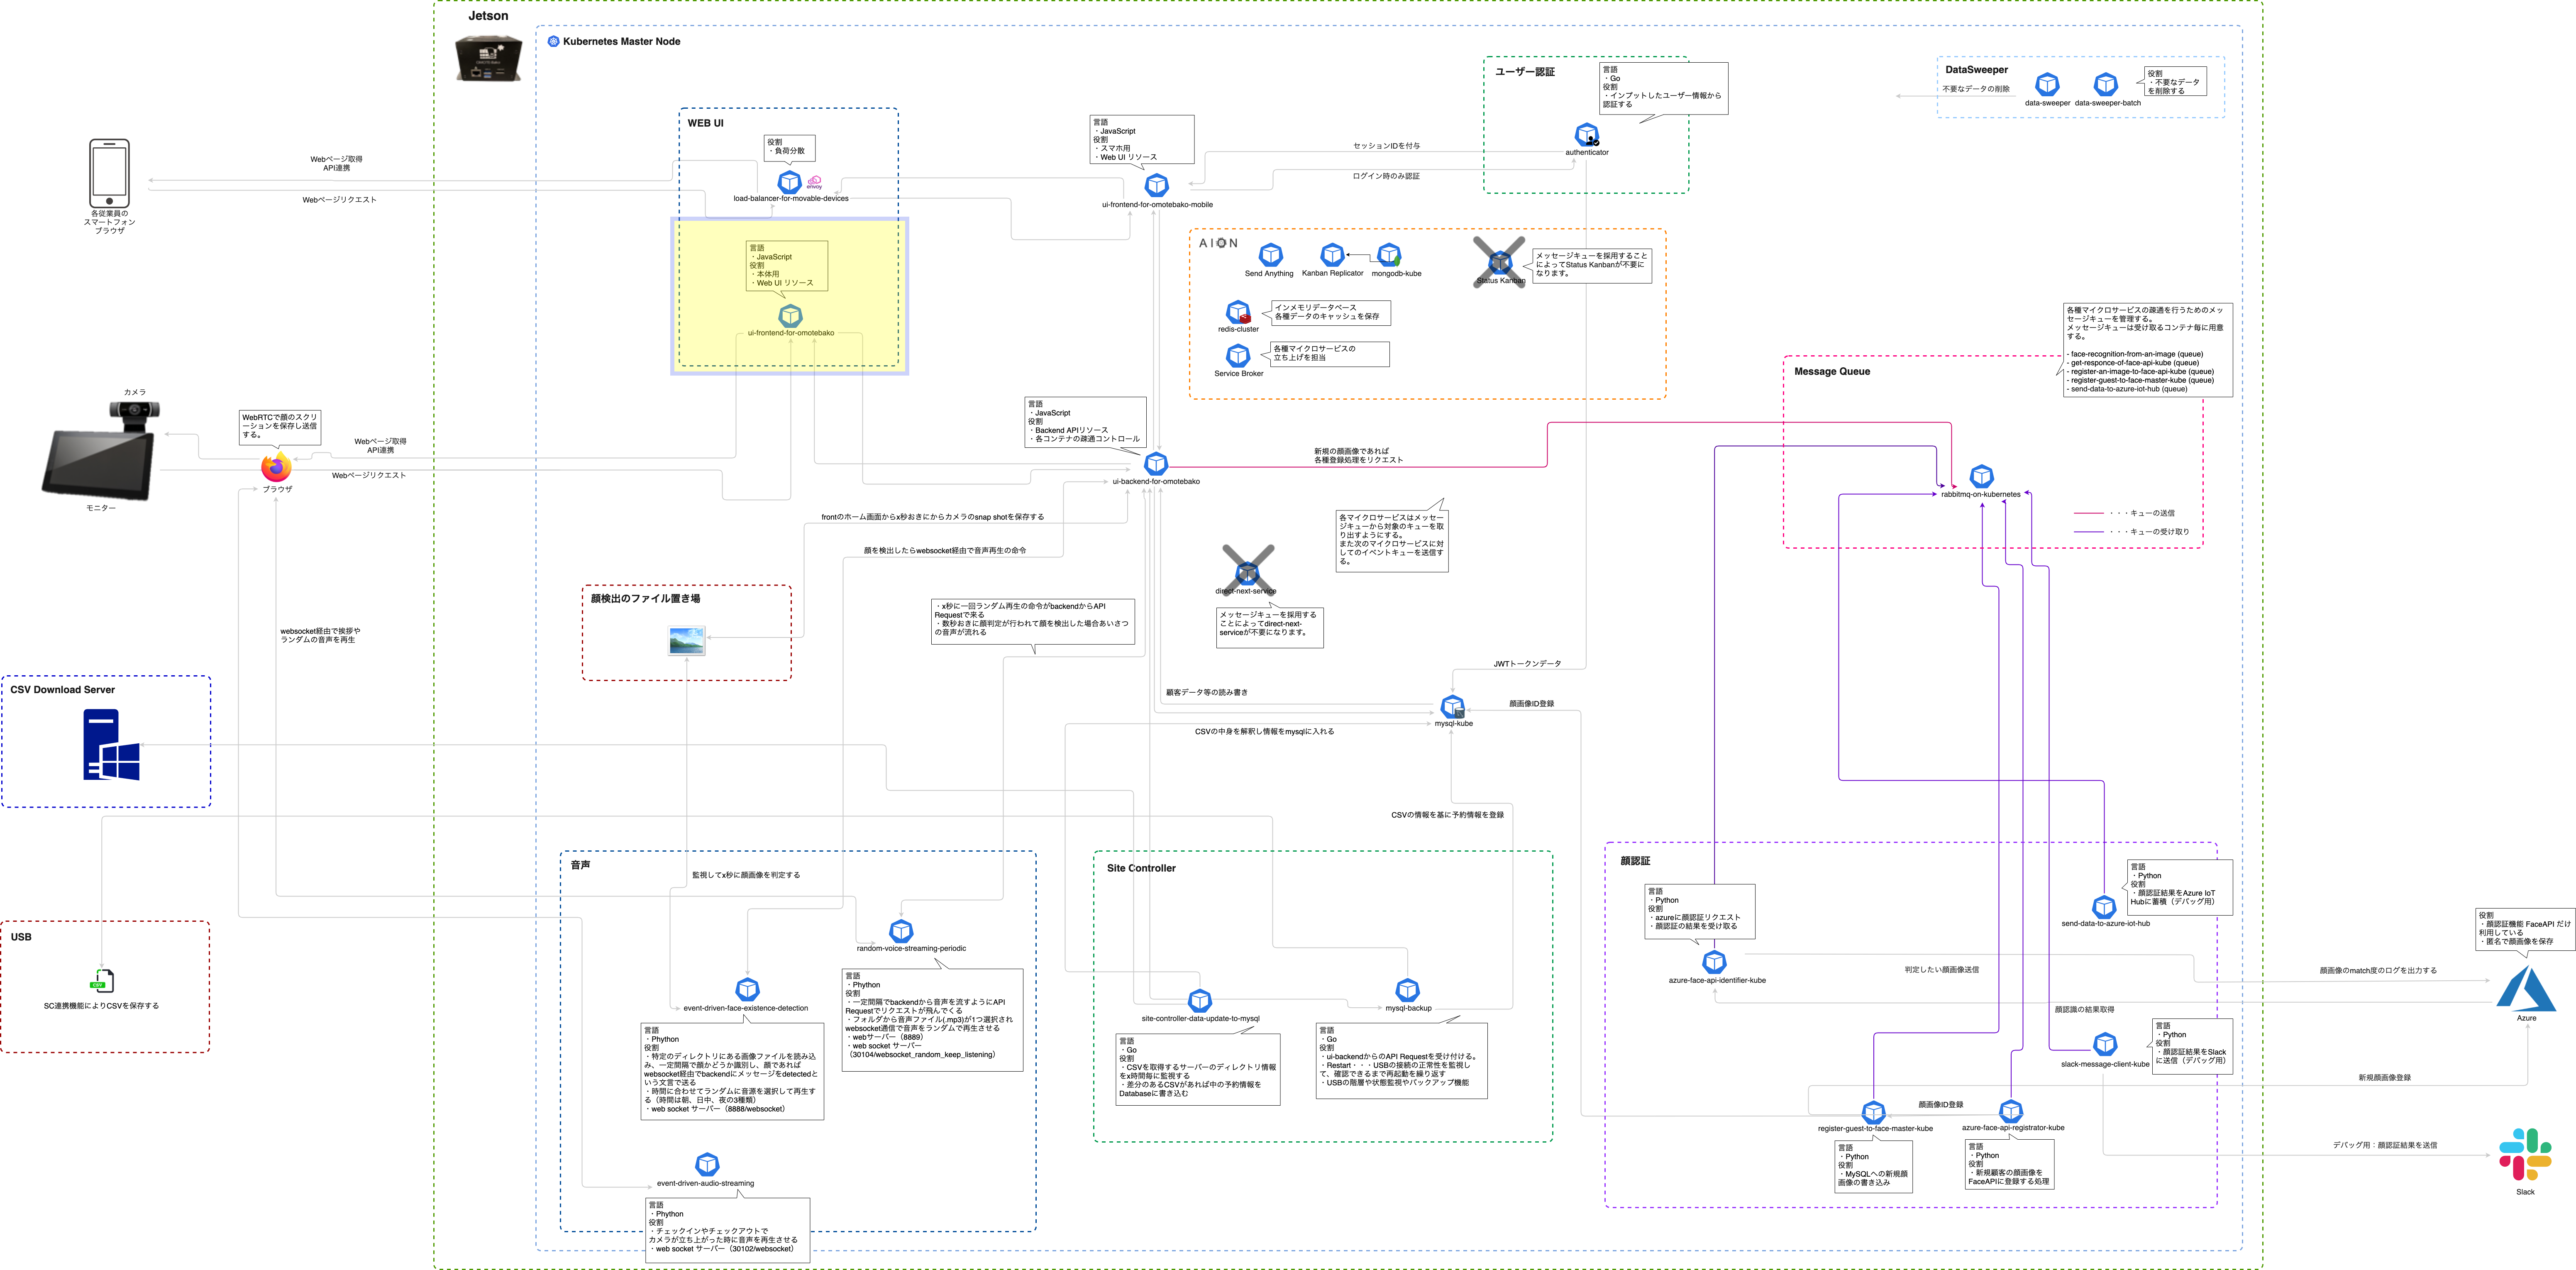 Jetson
Kubernetes Master Node
各従業員の
スマートフォン
ブラウザ
Webページ取得
API連携
Webページリクエスト
WEB UI
役割
・負荷分散
envoy
load-balancer-for-movable-devices
言語
・JavaScript
役割
・本体用
・Web UI リソース
ui-frontend-for-omotebako
言語
・JavaScript
役割
・スマホ用
・Web UI リソース
ui-frontend-for-omotebako-mobile
セッションIDを付与
ログイン時のみ認証
ユーザー認証
言語
・Go
役割
・インプットしたユーザー情報から
認証する
authenticator
DataSweeper
不要なデータの削除
data-sweeper
data-sweeper-batch
役割
・不要なデータ
を削除する
AION
Send Anything
Kanban Replicator
mongodb-kube
Status Kanban
メッセージキューを採用すること
によってStatus Kanbanが不要に
なります。
redis-cluster
インメモリデータベース
各種データのキャッシュを保存
Service Broker
各種マイクロサービスの
立ち上げを担当
各種マイクロサービスの疎通を行うためのメッ
セージキューを管理する。
メッセージキューは受け取るコンテナ毎に用意
する。
- face-recognition-from-an-image (queue)
- get-responce-of-face-api-kube (queue)
- register-an-image-to-face-api-kube (queue)
- register-guest-to-face-master-kube (queue)
- send-data-to-azure-iot-hub (queue)
Message Queue
rabbitmq-on-kubernetes
・・・キューの送信
・・・キューの受け取り
カメラ
モニター
WebRTCで顔のスクリ
ーションを保存し送信
する。
ブラウザ
Webページ取得
API連携
Webページリクエスト
言語
・JavaScript
役割
・Backend APIリソース
・各コンテナの疎通コントロール
ui-backend-for-omotebako
新規の顔画像であれば
各種登録処理をリクエスト
frontのホーム画面からx秒おきにからカメラのsnap shotを保存する
顔を検出したらwebsocket経由で音声再生の命令
各マイクロサービスはメッセー
ジキューから対象のキューを取
り出すようにする。
また次のマイクロサービスに対
してのイベントキューを送信す
る。
direct-next-service
メッセージキューを採用する
ことによってdirect-next-
serviceが不要になります。
顔検出のファイル置き場
・x秒に一回ランダム再生の命令がbackendからAPI
Requestで来る
・数秒おきに顔判定が行われて顔を検出した場合あいさつ
の音声が流れる
websocket経由で挨拶や
ランダムの音声を再生
JWTトークンデータ
顧客データ等の読み書き
mysql-kube
顔画像ID登録
CSVの中身を解釈し情報をmysqlに入れる
CSV Download Server
CSVの情報を基に予約情報を登録
USB
CSV
SC連携機能によりCSVを保存する
音声
監視してx秒に顔画像を判定する
random-voice-streaming-periodic
言語
・Phython
役割
・一定間隔でbackendから音声を流すようにAPI
Requestでリクエストが飛んでくる
・フォルダから音声ファイル(.mp3)が1つ選択され
websocket通信で音声をランダムで再生させる
・webサーバー（8889）
・web socket サーバー
（30104/websocket_random_keep_listening）
event-driven-face-existence-detection
言語
・Phython
役割
・特定のディレクトリにある画像ファイルを読み込
み、一定間隔で顔かどうか識別し、顔であれば
websocket経由でbackendにメッセージをdetectedと
いう文言で送る
・時間に合わせてランダムに音源を選択して再生す
る（時間は朝、日中、夜の3種類）
・web socket サーバー（8888/websocket）
event-driven-audio-streaming
言語
・Phython
役割
・チェックインやチェックアウトで
カメラが立ち上がった時に音声を再生させる
・web socket サーバー（30102/websocket）
Site Controller
site-controller-data-update-to-mysql
言語
・Go
役割
・CSVを取得するサーバーのディレクトリ情報
をx時間毎に監視する
・差分のあるCSVがあれば中の予約情報を
Databaseに書き込む
mysql-backup
言語
・Go
役割
・ui-backendからのAPI Requestを受け付ける。
・Restart・・・USBの接続の正常性を監視し
て、確認できるまで再起動を繰り返す
・USBの階層や状態監視やバックアップ機能
顔認証
言語
・Python
役割
・azureに顔認証リクエスト
・顔認証の結果を受け取る
azure-face-api-identifier-kube
言語
・Python
役割
・顔認証結果をAzure IoT
Hubに蓄積（デバッグ用）
send-data-to-azure-iot-hub
判定したい顔画像送信
顔認識の結果取得
言語
・Python
役割
・顔認証結果をSlack
に送信（デバッグ用）
slack-message-client-kube
顔画像ID登録
register-guest-to-face-master-kube
言語
・Python
役割
・MySQLへの新規顔
画像の書き込み
azure-face-api-registrator-kube
言語
・Python
役割
・新規顧客の顔画像を
FaceAPIに登録する処理
役割
・顔認証機能 FaceAPI だけ
利用している
・匿名で顔画像を保存
顔画像のmatch度のログを出力する
Azure
新規顔画像登録
デバッグ用：顔認証結果を送信
Slack